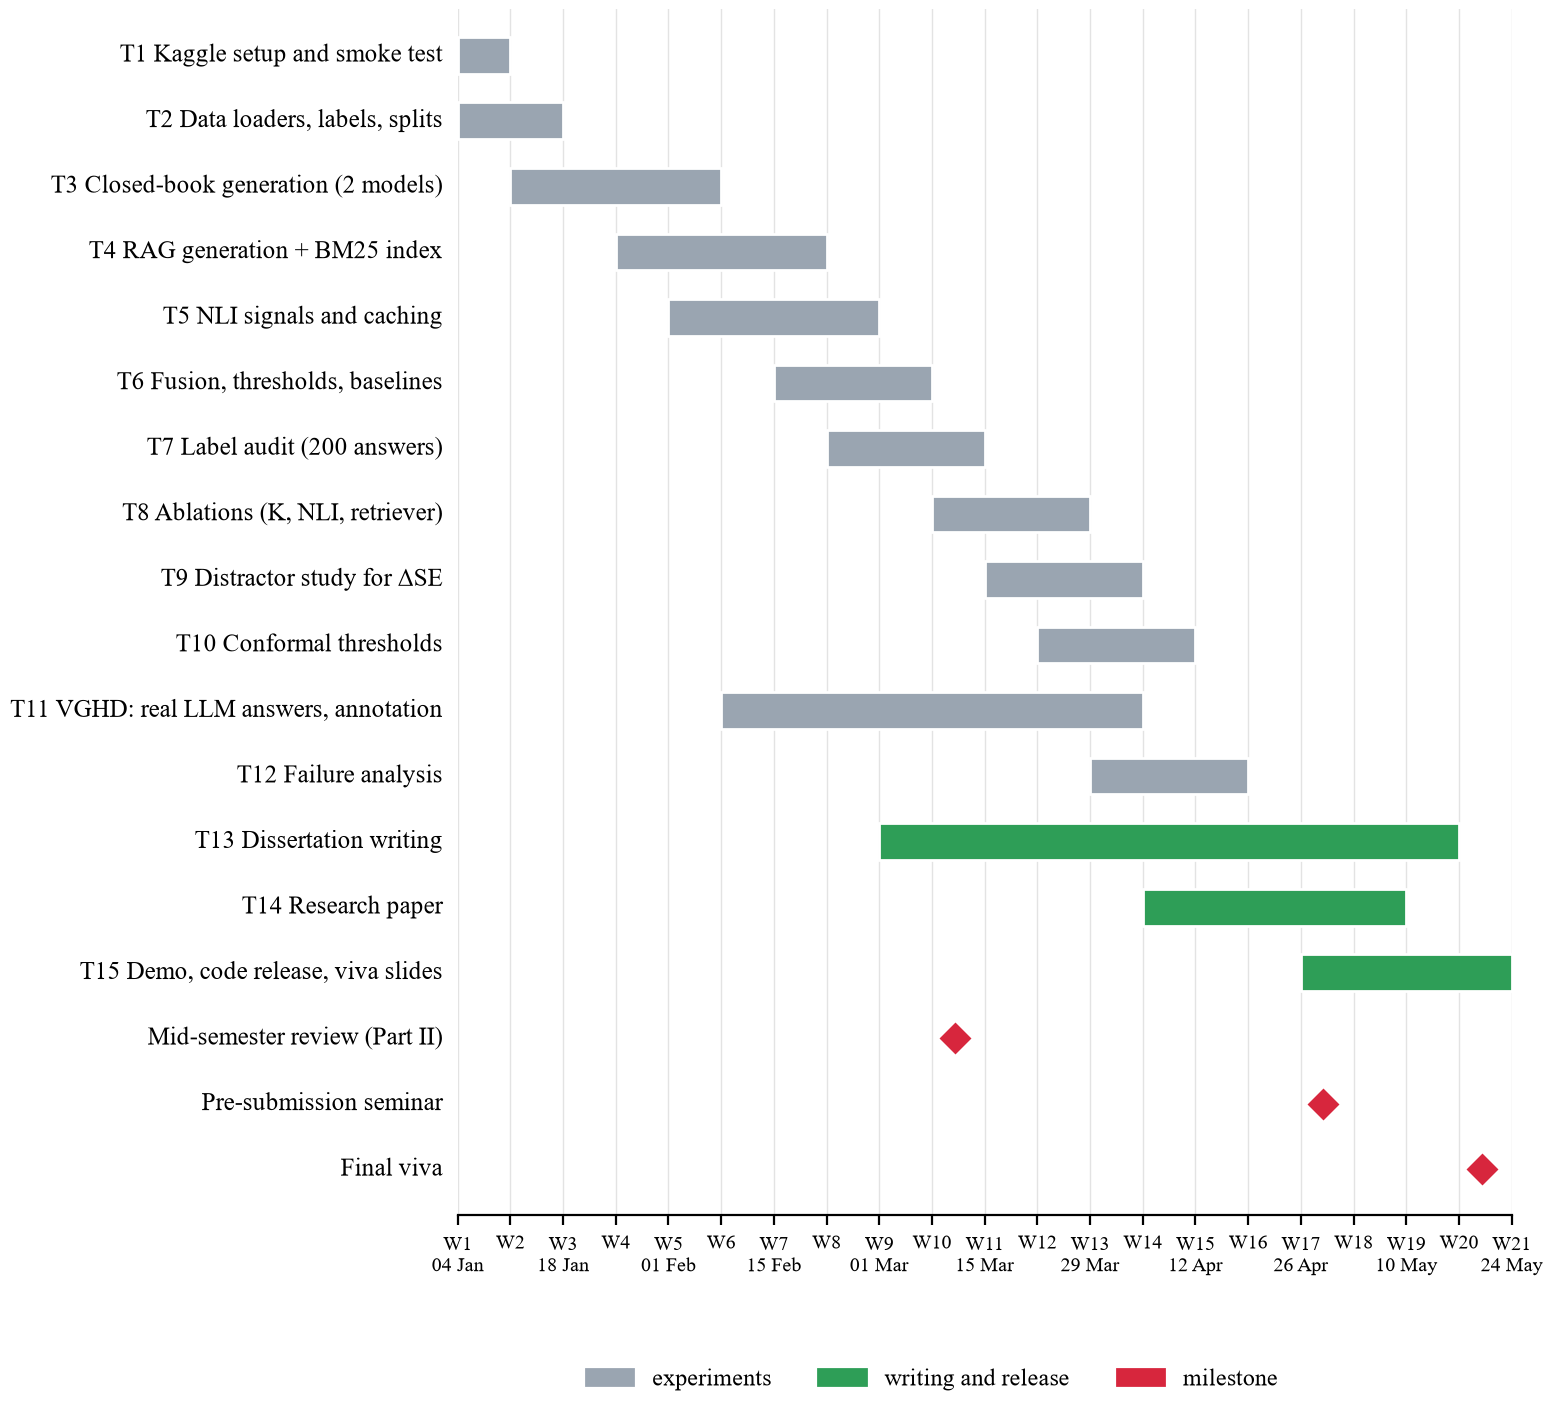 T1 Kaggle setup and smoke test
T2 Data loaders, labels, splits
T3 Closed-book generation (2 models)
T4 RAG generation + BM25 index
T5 NLI signals and caching
T6 Fusion, thresholds, baselines
T7 Label audit (200 answers)
T8 Ablations (K, NLI, retriever)
T9 Distractor study for ΔSE
T10 Conformal thresholds
T11 VGHD: real LLM answers, annotation
T12 Failure analysis
T13 Dissertation writing
T14 Research paper
T15 Demo, code release, viva slides
Mid-semester review (Part II)
Pre-submission seminar
Final viva
W1 W2 W3 W4 W5 W6 W7 W8 W9 W10 W11 W12 W13 W14 W15 W16 W17 W18 W19 W20 W21
04 Jan 18 Jan 01 Feb 15 Feb 01 Mar 15 Mar 29 Mar 12 Apr 26 Apr 10 May 24 May
experiments writing and release milestone